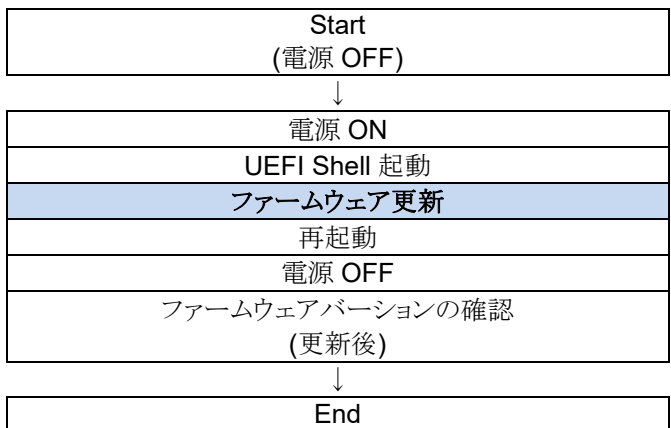 Start
(電源 OFF)
↓
電源 ON
UEFI Shell 起動
ファームウェア更新
再起動
電源 OFF
ファームウェアバージョンの確認
(更新後)
↓
End